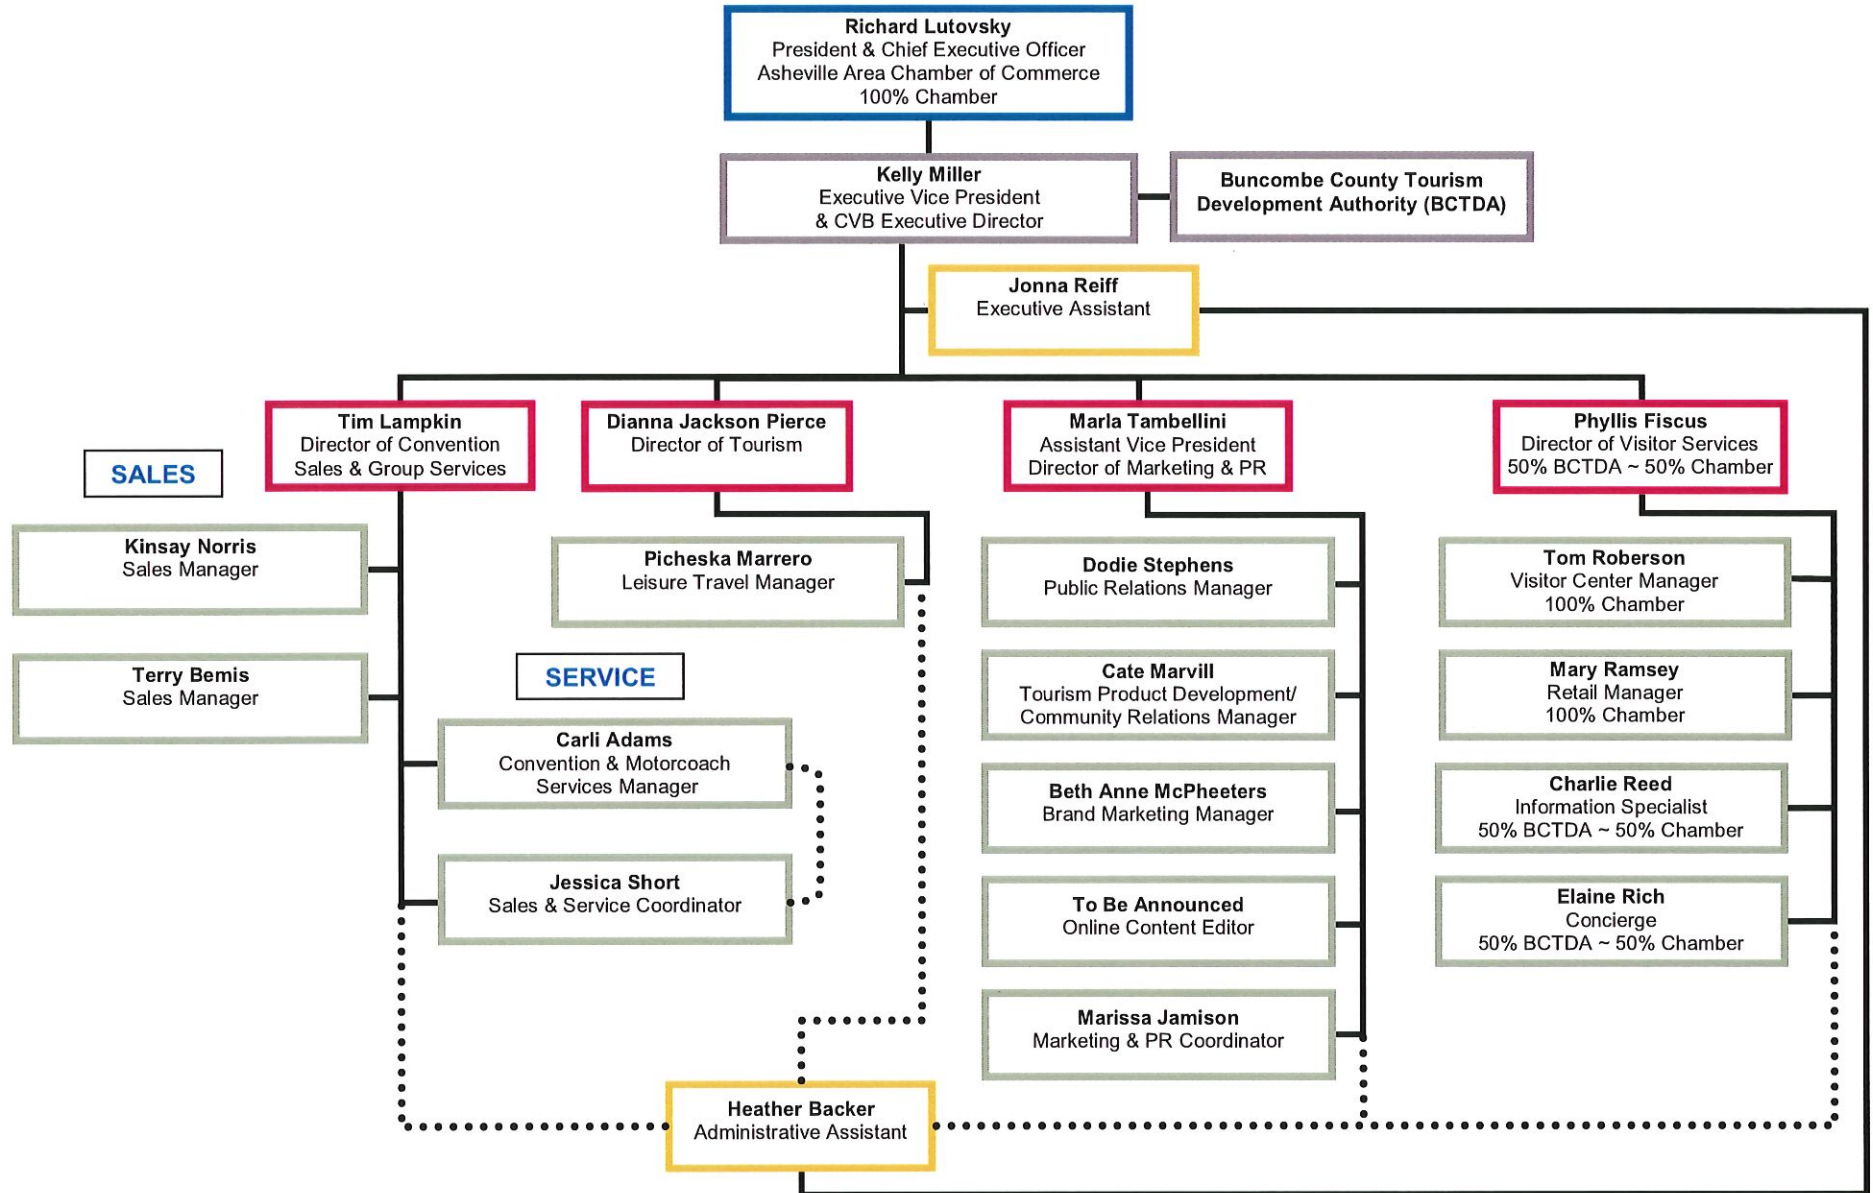 Richard Lutovsky
President & Chief Executive Officer
Asheville Area Chamber of Commerce
100% Chamber
Kelly Miller
Executive Vice President
& CVB Executive Director
Buncombe County Tourism
Development Authority (BCTDA)
Jonna Reiff
Executive Assistant
Tim Lampkin
Director of Convention
Sales & Group Services
Dianna Jackson Pierce
Director of Tourism
Marla Tambellini
Assistant Vice President
Director of Marketing & PR
Phyllis Fiscus
Director of Visitor Services
50% BCTDA ~ 50% Chamber
SALES
Kinsay Norris
Sales Manager
Terry Bemis
Sales Manager
SERVICE
Carli Adams
Convention & Motorcoach
Services Manager
Jessica Short
Sales & Service Coordinator
Picheska Marrero
Leisure Travel Manager
Dodie Stephens
Public Relations Manager
Cate Marvill
Tourism Product Development/
Community Relations Manager
Beth Anne McPheeters
Brand Marketing Manager
To Be Announced
Online Content Editor
Marissa Jamison
Marketing & PR Coordinator
Tom Roberson
Visitor Center Manager
100% Chamber
Mary Ramsey
Retail Manager
100% Chamber
Charlie Reed
Information Specialist
50% BCTDA ~ 50% Chamber
Elaine Rich
Concierge
50% BCTDA ~ 50% Chamber
Heather Backer
Administrative Assistant